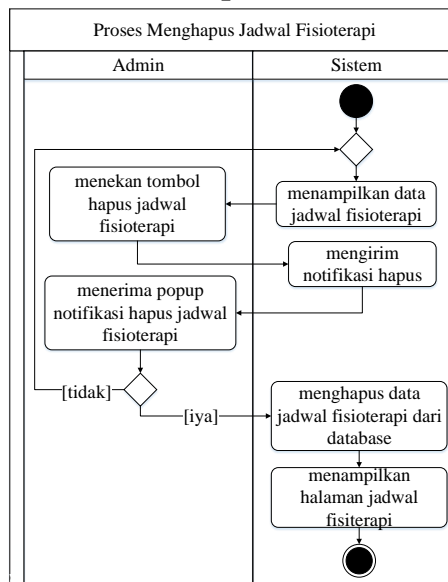 Proses Menghapus Jadwal Fisioterapi
Admin
Sistem
menampilkan data
jadwal fisioterapi
menekan tombol
hapus jadwal
fisioterapi
mengirim
notifikasi hapus
menerima popup
notifikasi hapus jadwal
fisioterapi
[tidak]
[iya]
menghapus data
jadwal fisioterapi dari
database
menampilkan
halaman jadwal
fisiterapi